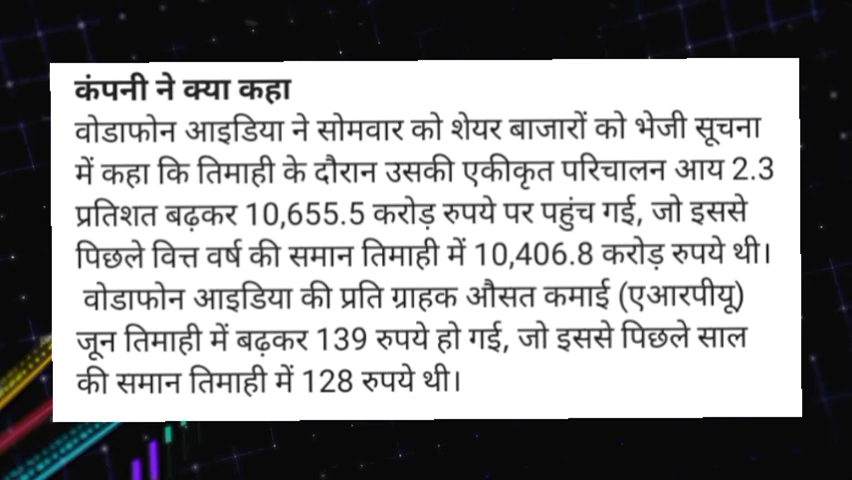 कंपनी ने क्या कहा
वोडाफोन आइडिया ने सोमवार को शेयर बाजारों को भेजी सूचना
में कहा कि तिमाही के दौरान उसकी एकीकृत परिचालन आय 2.3
प्रतिशत बढ़कर 10,655.5 करोड़ रुपये पर पहुंच गई, जो इससे
पिछले वित्त वर्ष की समान तिमाही में 10,406.8 करोड़ रुपये थी।
वोडाफोन आइडिया की प्रति ग्राहक औसत कमाई (एआरपीयू)
जून तिमाही में बढ़कर 139 रुपये हो गई, जो इससे पिछले साल
की समान तिमाही में 128 रुपये थी।